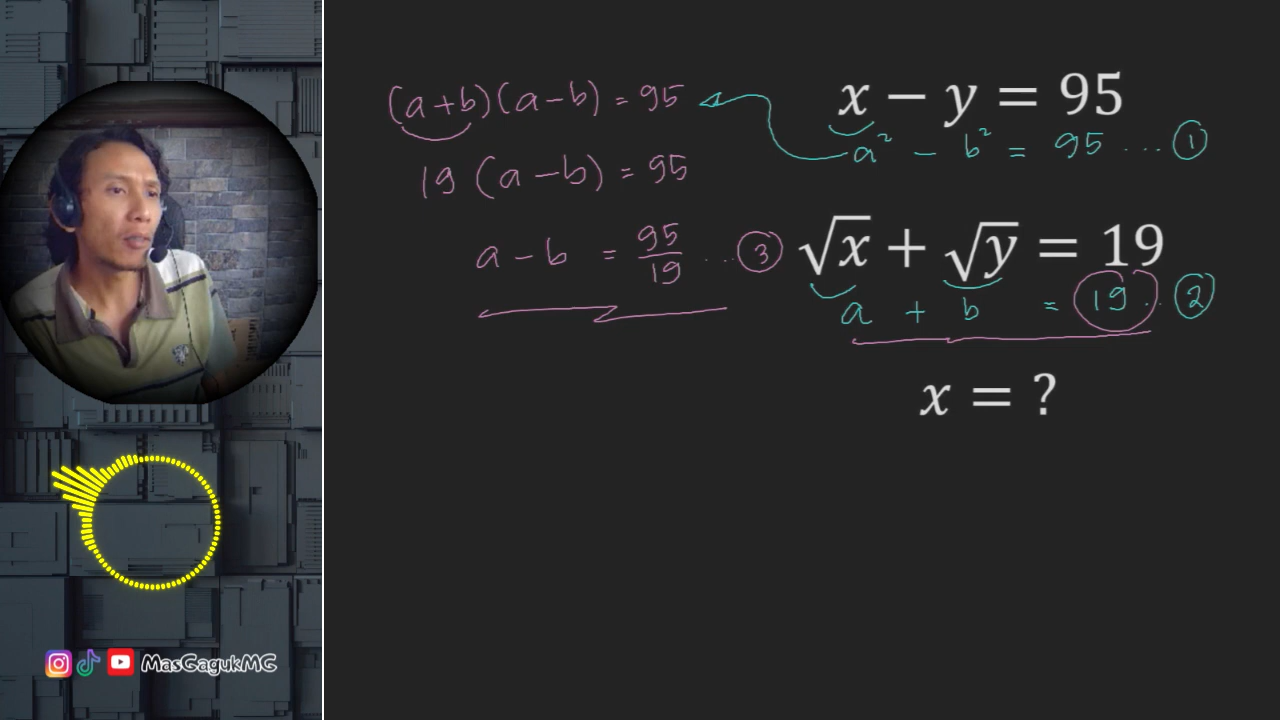 (a+b)(a-b) = 95
19 (a-b) = 95
a - b = 95/19 ... ③
x − y = 95
a² - b² = 95 ... ①
√x + √y = 19
a + b = 19 .. ②
x = ?
MasGagukMG